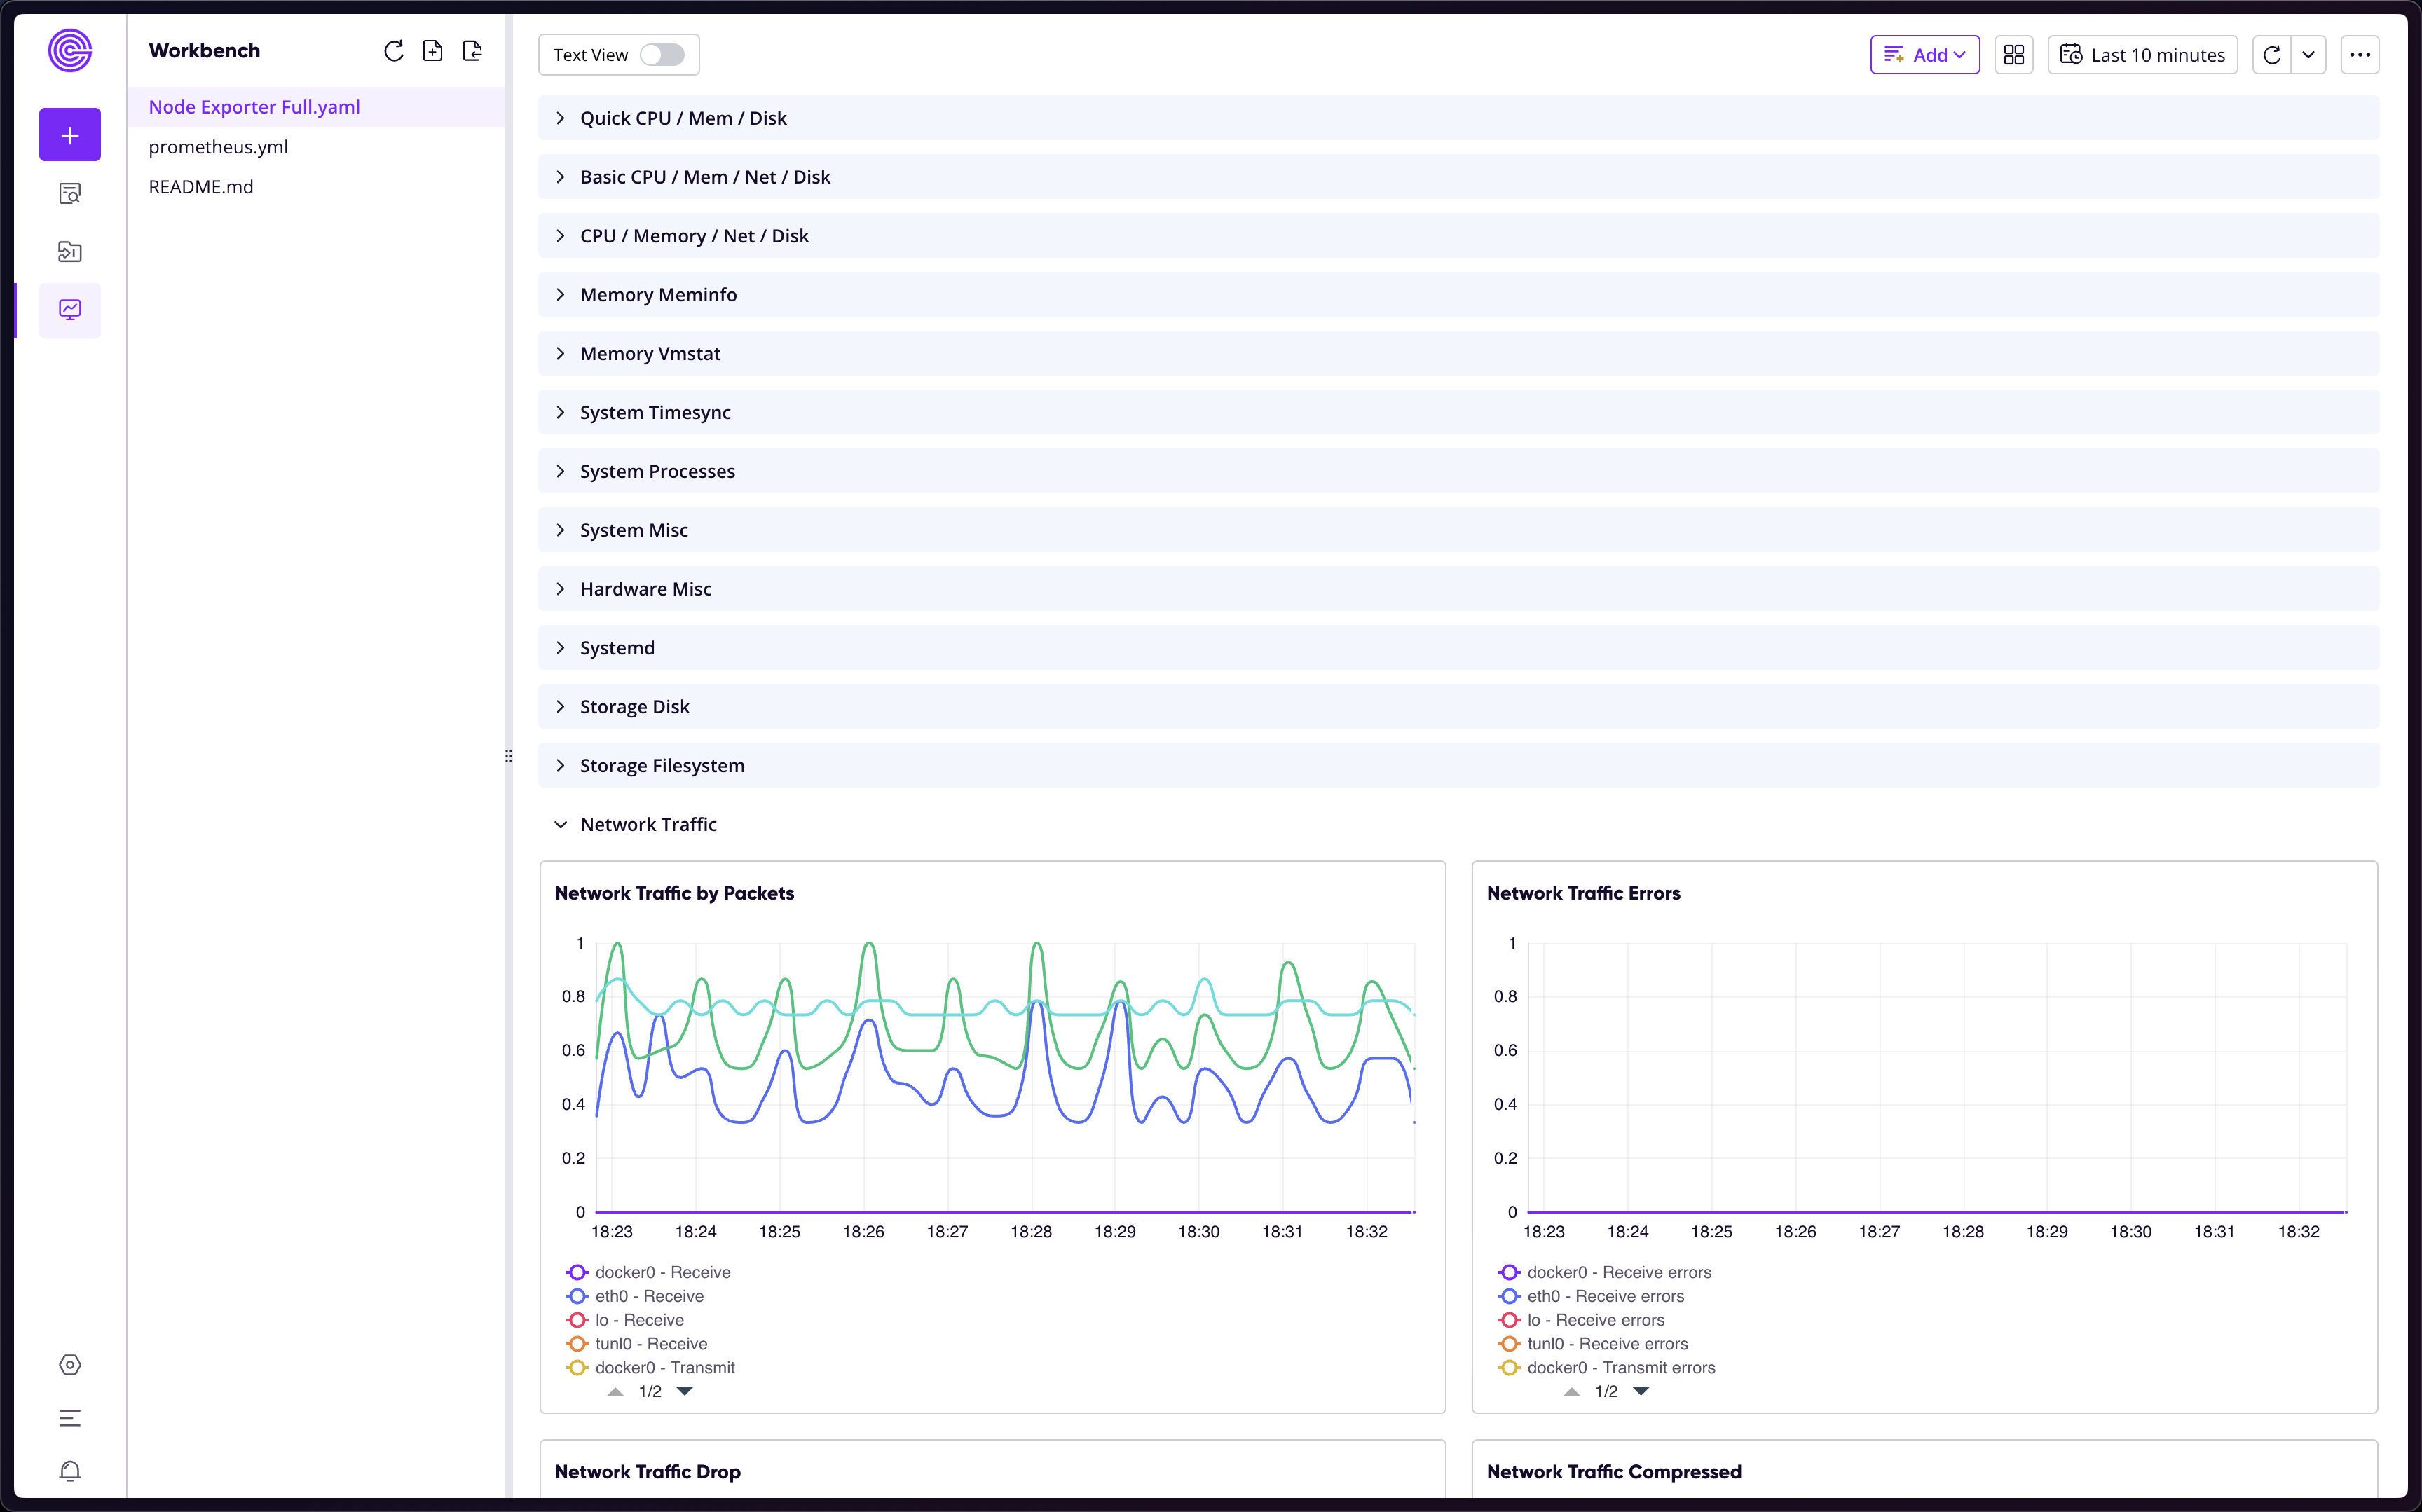 Workbench
Node Exporter Full.yaml
prometheus.yml
README.md
Text View
Add
Last 10 minutes
Quick CPU / Mem / Disk
Basic CPU / Mem / Net / Disk
CPU / Memory / Net / Disk
Memory Meminfo
Memory Vmstat
System Timesync
System Processes
System Misc
Hardware Misc
Systemd
Storage Disk
Storage Filesystem
Network Traffic
Network Traffic by Packets
1
0.8
0.6
0.4
0.2
0
18:23 18:24 18:25 18:26 18:27 18:28 18:29 18:30 18:31 18:32
docker0 - Receive
eth0 - Receive
lo - Receive
tunl0 - Receive
docker0 - Transmit
1/2
Network Traffic Errors
1
0.8
0.6
0.4
0.2
0
18:23 18:24 18:25 18:26 18:27 18:28 18:29 18:30 18:31 18:32
docker0 - Receive errors
eth0 - Receive errors
lo - Receive errors
tunl0 - Receive errors
docker0 - Transmit errors
1/2
Network Traffic Drop
Network Traffic Compressed